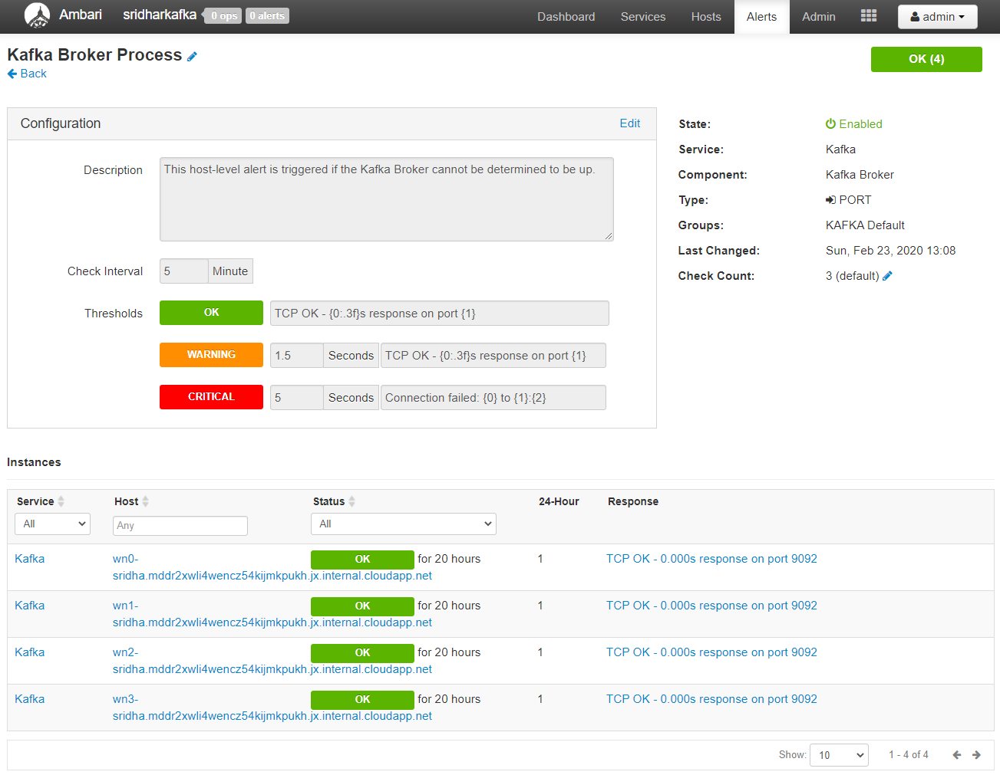 Ambari sridharkafka 0 ops 0 alerts Dashboard Services Hosts Alerts Admin admin
Kafka Broker Process OK (4)
Back
Configuration Edit
Description This host-level alert is triggered if the Kafka Broker cannot be determined to be up.
Check Interval 5 Minute
Thresholds OK TCP OK - {0:.3f}s response on port {1}
WARNING 1.5 Seconds TCP OK - {0:.3f}s response on port {1}
CRITICAL 5 Seconds Connection failed: {0} to {1}:{2}
State: Enabled
Service: Kafka
Component: Kafka Broker
Type: PORT
Groups: KAFKA Default
Last Changed: Sun, Feb 23, 2020 13:08
Check Count: 3 (default)
Instances
Service Host Status 24-Hour Response
All Any All
Kafka wn0- OK for 20 hours 1 TCP OK - 0.000s response on port 9092
sridha.mddr2xwli4wencz54kijmkpukh.jx.internal.cloudapp.net
Kafka wn1- OK for 20 hours 1 TCP OK - 0.000s response on port 9092
sridha.mddr2xwli4wencz54kijmkpukh.jx.internal.cloudapp.net
Kafka wn2- OK for 20 hours 1 TCP OK - 0.000s response on port 9092
sridha.mddr2xwli4wencz54kijmkpukh.jx.internal.cloudapp.net
Kafka wn3- OK for 20 hours 1 TCP OK - 0.000s response on port 9092
sridha.mddr2xwli4wencz54kijmkpukh.jx.internal.cloudapp.net
Show: 10 1 - 4 of 4